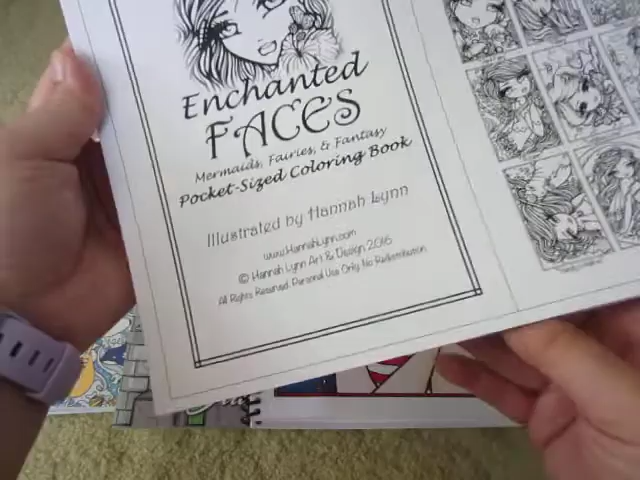 Enchanted
FACES
Mermaids, Fairies, & Fantasy
Pocket-Sized Coloring Book
Illustrated by Hannah Lynn
www.HannahLynn.com
© Hannah Lynn Art & Design 2016
All Rights Reserved. Personal Use Only. No Redistribution.